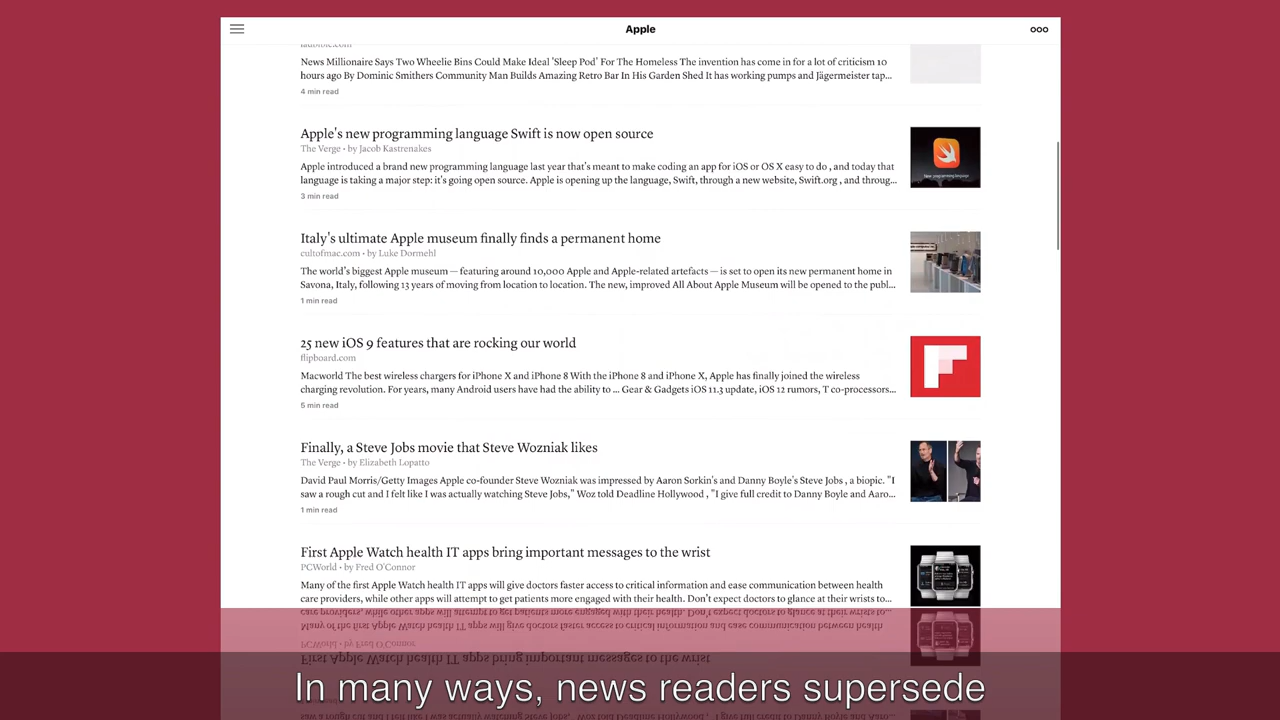 Apple
News Millionaire Says Two Wheelie Bins Could Make Ideal 'Sleep Pod' For The Homeless The invention has come in for a lot of criticism 10
hours ago By Dominic Smithers Community Man Builds Amazing Retro Bar In His Garden Shed It has working pumps and Jägermeister tap...
4 min read
Apple's new programming language Swift is now open source
The Verge • by Jacob Kastrenakes
Apple introduced a brand new programming language last year that's meant to make coding an app for iOS or OS X easy to do , and today that
language is taking a major step: it's going open source. Apple is opening up the language, Swift, through a new website, Swift.org , and throug...
3 min read
New programming language
Italy's ultimate Apple museum finally finds a permanent home
cultofmac.com • by Luke Dormehl
The world's biggest Apple museum — featuring around 10,000 Apple and Apple-related artefacts — is set to open its new permanent home in
Savona, Italy, following 13 years of moving from location to location. The new, improved All About Apple Museum will be opened to the publ...
1 min read
25 new iOS 9 features that are rocking our world
flipboard.com
Macworld The best wireless chargers for iPhone X and iPhone 8 With the iPhone 8 and iPhone X, Apple has finally joined the wireless
charging revolution. For years, many Android users have had the ability to ... Gear & Gadgets iOS 11.3 update, iOS 12 rumors, T co-processors...
5 min read
Finally, a Steve Jobs movie that Steve Wozniak likes
The Verge • by Elizabeth Lopatto
David Paul Morris/Getty Images Apple co-founder Steve Wozniak was impressed by Aaron Sorkin's and Danny Boyle's Steve Jobs , a biopic. "I
saw a rough cut and I felt like I was actually watching Steve Jobs," Woz told Deadline Hollywood , "I give full credit to Danny Boyle and Aaro...
1 min read
First Apple Watch health IT apps bring important messages to the wrist
PCWorld • by Fred O'Connor
Many of the first Apple Watch health IT apps will give doctors faster access to critical information and ease communication between health
care providers, while other apps will attempt to get patients more engaged with their health. Don't expect doctors to glance at their wrists to...
In many ways, news readers supersede